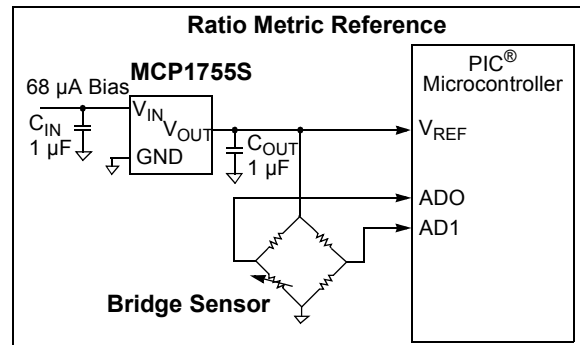 Ratio Metric Reference
PIC®
Microcontroller
MCP1755S
68 µA Bias
VIN
VOUT
GND
CIN
1 µF
COUT
1 µF
VREF
ADO
AD1
Bridge Sensor